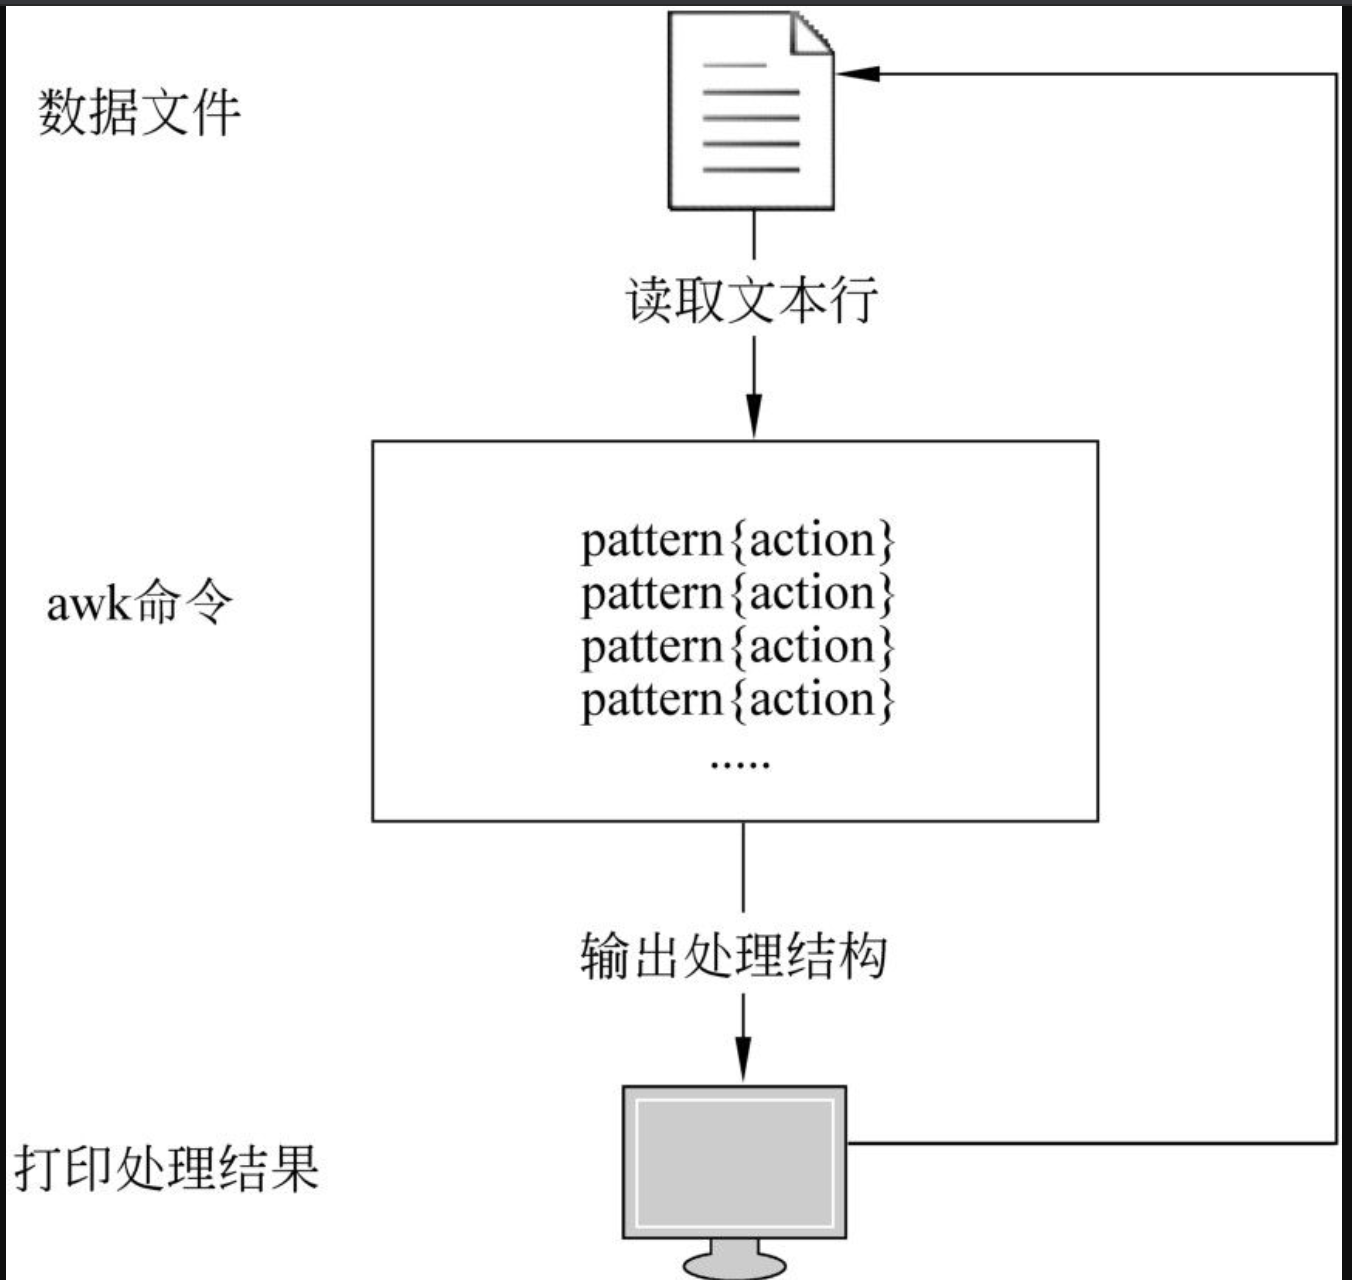 数据文件
读取文本行
awk命令
pattern{action}
pattern{action}
pattern{action}
pattern{action}
.....
输出处理结构
打印处理结果